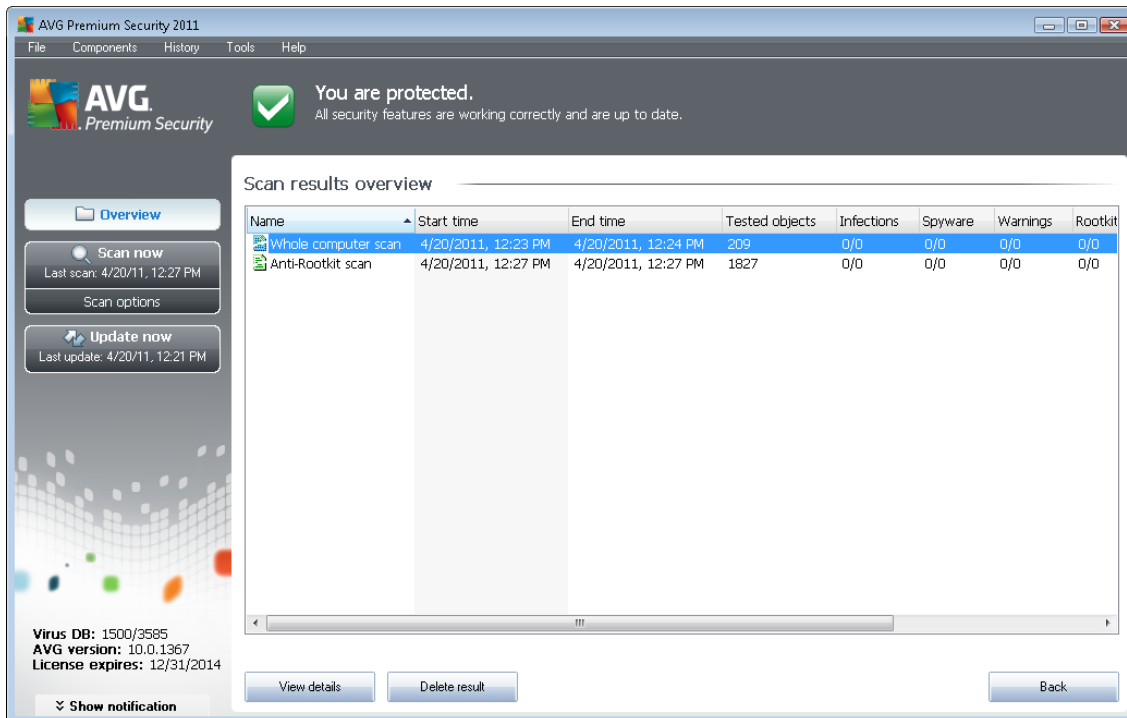 AVG Premium Security 2011
File Components History Tools Help
AVG.
Premium Security
You are protected.
All security features are working correctly and are up to date.
Overview
Scan now
Last scan: 4/20/11, 12:27 PM
Scan options
Update now
Last update: 4/20/11, 12:21 PM
Virus DB: 1500/3585
AVG version: 10.0.1367
License expires: 12/31/2014
Show notification
Scan results overview
Name Start time End time Tested objects Infections Spyware Warnings Rootkit
Whole computer scan 4/20/2011, 12:23 PM 4/20/2011, 12:24 PM 209 0/0 0/0 0/0 0/0
Anti-Rootkit scan 4/20/2011, 12:27 PM 4/20/2011, 12:27 PM 1827 0/0 0/0 0/0 0/0
View details Delete result Back